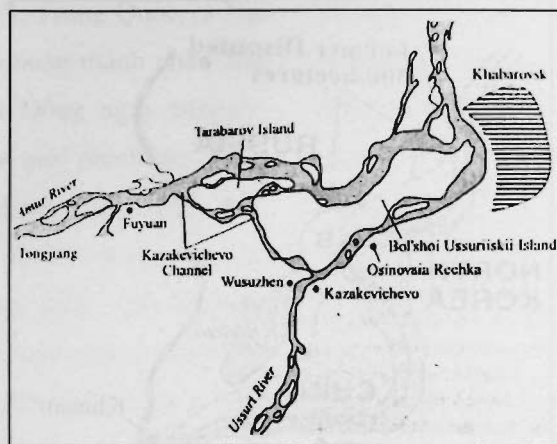 Khabarovsk
Tarabarov Island
Amur River
Fuyuan
Tongjiang
Kazakevichevo
Channel
Bol'shoi Ussuriiskii Island
Osinovaia Rechka
Wusuzhen
Kazakevichevo
Ussuri River